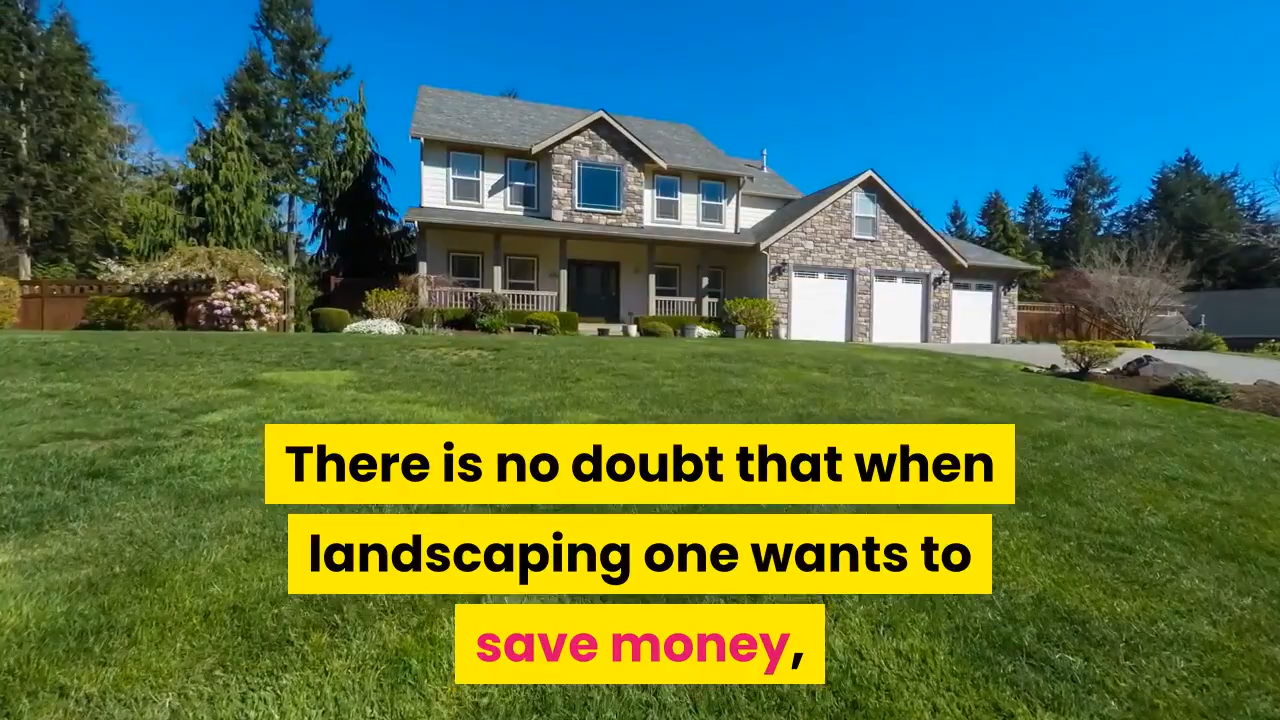 There is no doubt that when
landscaping one wants to
save money,